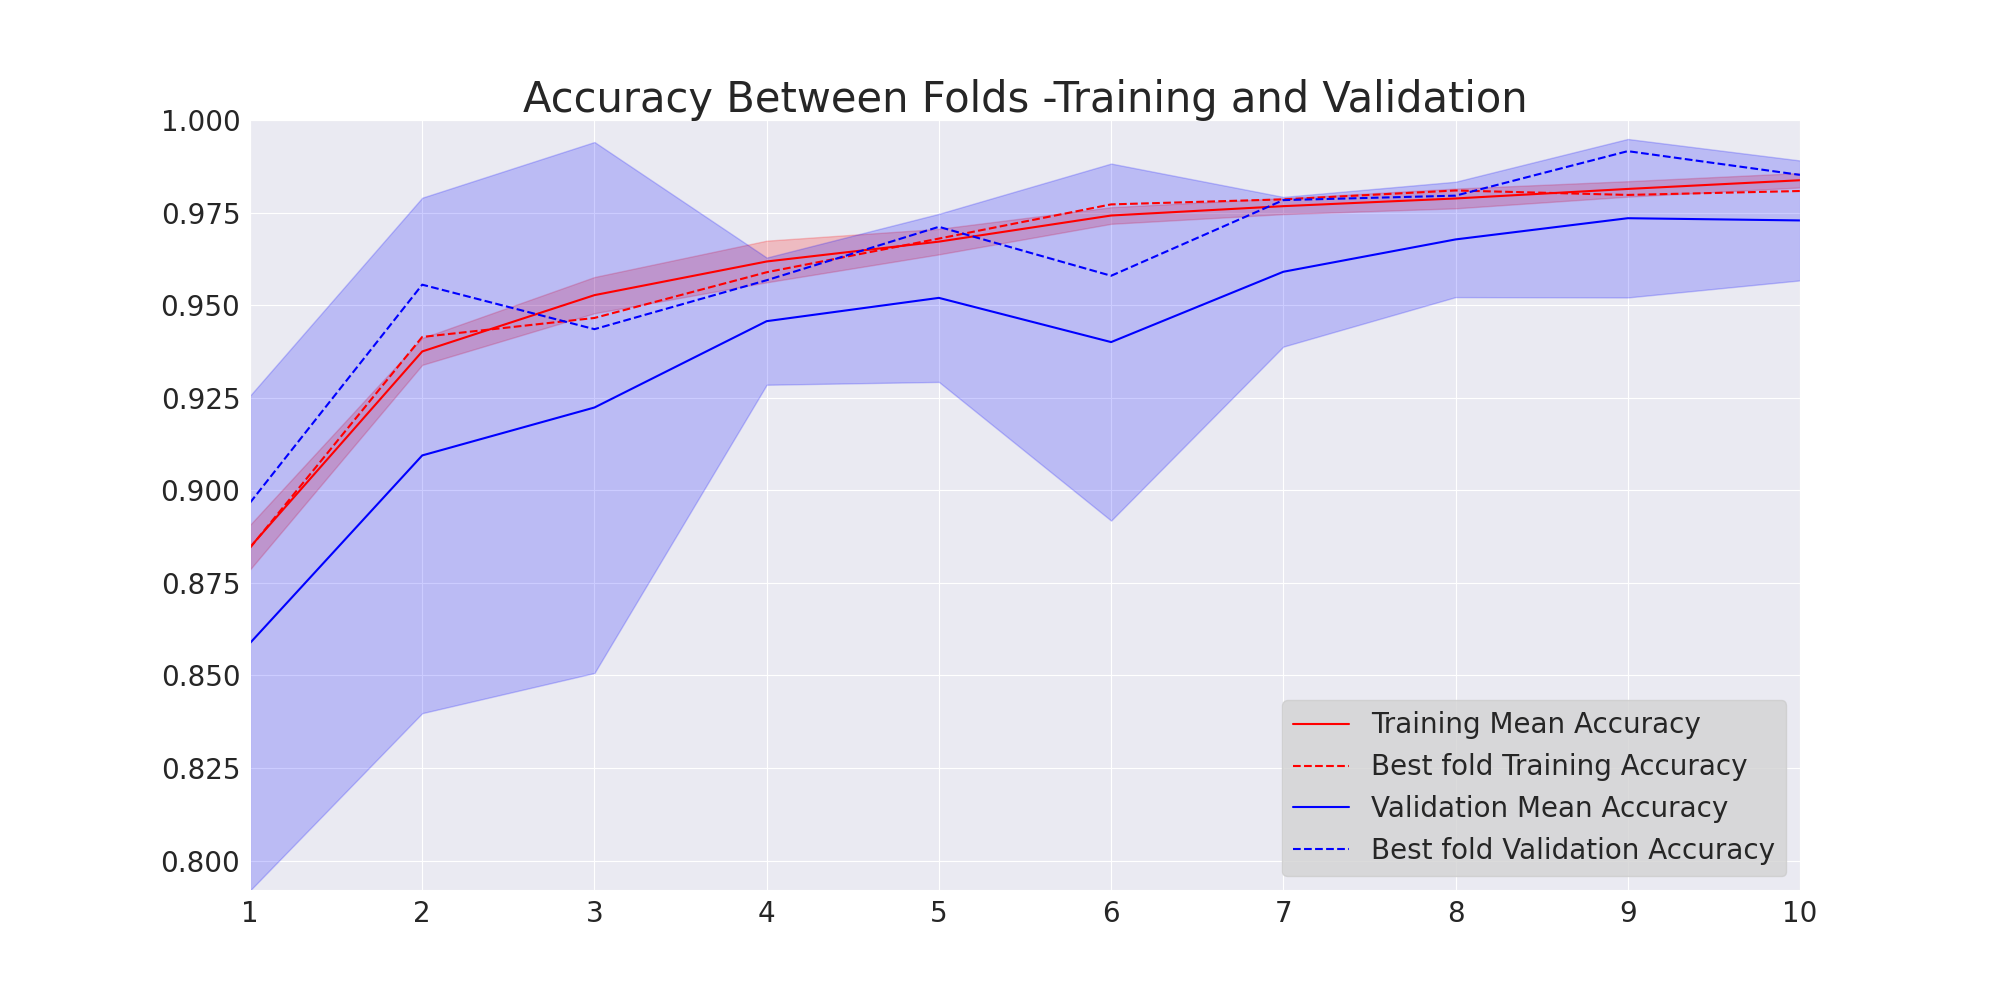 Accuracy Between Folds -Training and Validation
1.000
0.975
0.950
0.925
0.900
0.875
0.850
0.825
0.800
1 2 3 4 5 6 7 8 9 10
Training Mean Accuracy
Best fold Training Accuracy
Validation Mean Accuracy
Best fold Validation Accuracy